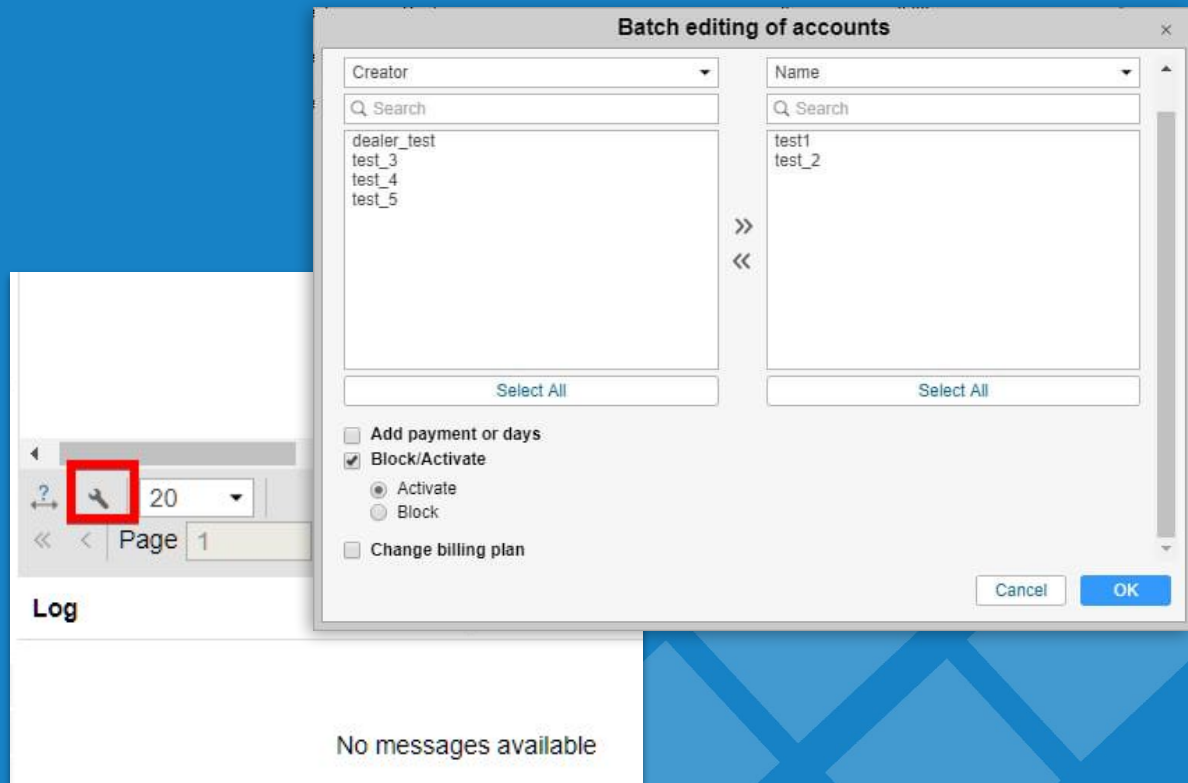 Batch editing of accounts
Creator
Name
Search
Search
dealer_test
test_3
test_4
test_5
test1
test_2
Select All
Select All
Add payment or days
Block/Activate
Activate
Block
Change billing plan
Cancel
OK
?
20
Page 1
Log
No messages available